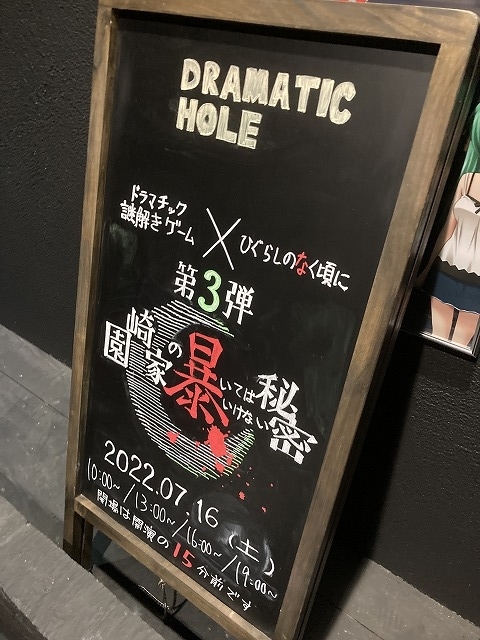 DRAMATIC
HOLE
ドラマチック
謎解きゲーム
×
ひぐらしのなく頃に
第3弾
園崎家の暴いてはいけない秘密
2022.07.16(土)
10:00~/13:00~/16:00~/19:00~
開場は開演の15分前です